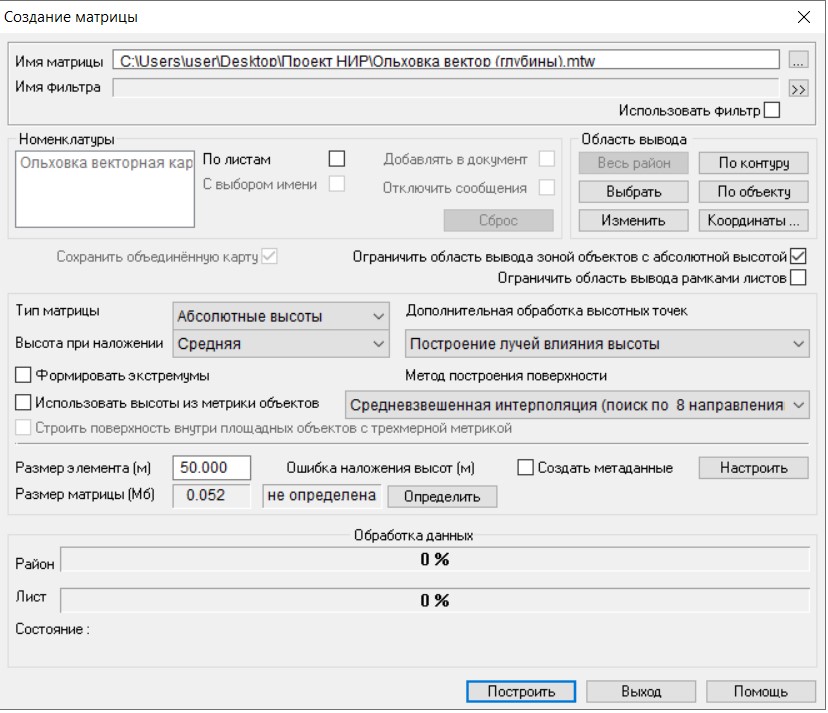 Создание матрицы
Имя матрицы C:\Users\user\Desktop\Проект НИР\Ольховка вектор (глубины).mtw ...
Имя фильтра >>
Использовать фильтр
Номенклатуры
Ольховка векторная кар
По листам
С выбором имени
Добавлять в документ
Отключить сообщения
Сброс
Область вывода
Весь район По контуру
Выбрать По объекту
Изменить Координаты ...
Сохранить объединённую карту
Ограничить область вывода зоной объектов с абсолютной высотой
Ограничить область вывода рамками листов
Тип матрицы Абсолютные высоты Дополнительная обработка высотных точек
Высота при наложении Средняя Построение лучей влияния высоты
Формировать экстремумы Метод построения поверхности
Использовать высоты из метрики объектов Средневзвешенная интерполяция (поиск по 8 направления
Строить поверхность внутри площадных объектов с трехмерной метрикой
Размер элемента (м) 50.000 Ошибка наложения высот (м) Создать метаданные Настроить
Размер матрицы (Мб) 0.052 не определена Определить
Обработка данных
Район 0 %
Лист 0 %
Состояние :
Построить Выход Помощь